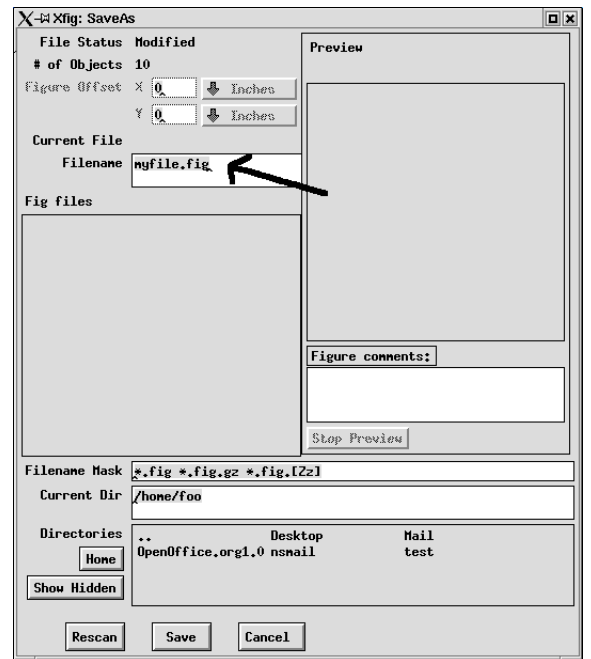 Xfig: SaveAs
File Status Modified
# of Objects 10
Figure Offset X 0 Inches
Y 0 Inches
Current File
Filename myfile.fig
Fig files
Preview
Figure comments:
Stop Preview
Filename Mask *.fig *.fig.gz *.fig.[Zz]
Current Dir /home/foo
Directories .. Desktop Mail
Home OpenOffice.org1.0 nsmail test
Show Hidden
Rescan Save Cancel